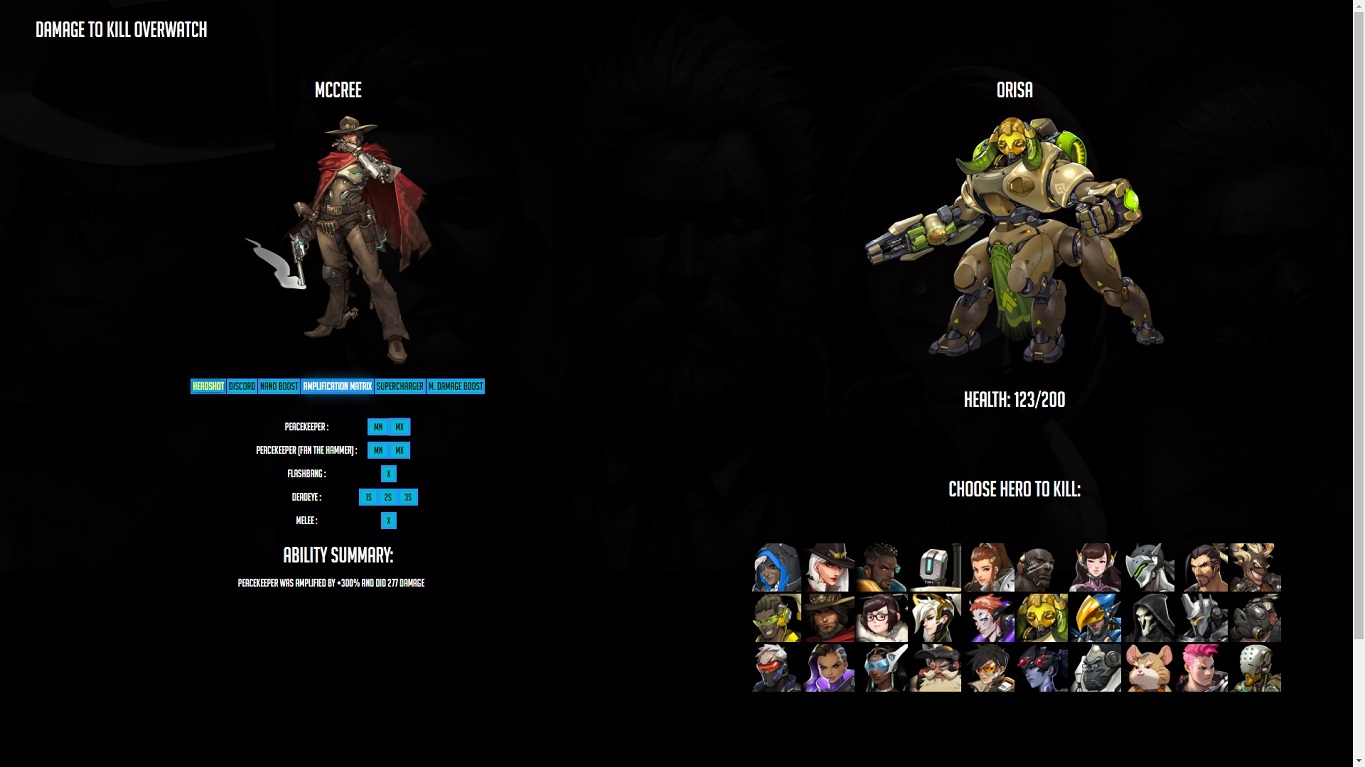 DAMAGE TO KILL OVERWATCH
MCCREE
ORISA
HEADSHOT DISCORD NANO BOOST AMPLIFICATION MATRIX SUPERCHARGER M. DAMAGE BOOST
HEALTH: 123/200
PEACEKEEPER : MN MX
PEACEKEEPER (FAN THE HAMMER) : MN MX
FLASHBANG : X
DEADEYE : 1S 2S 3S
MELEE : X
CHOOSE HERO TO KILL:
ABILITY SUMMARY:
PEACEKEEPER WAS AMPLIFIED BY +300% AND DID 277 DAMAGE